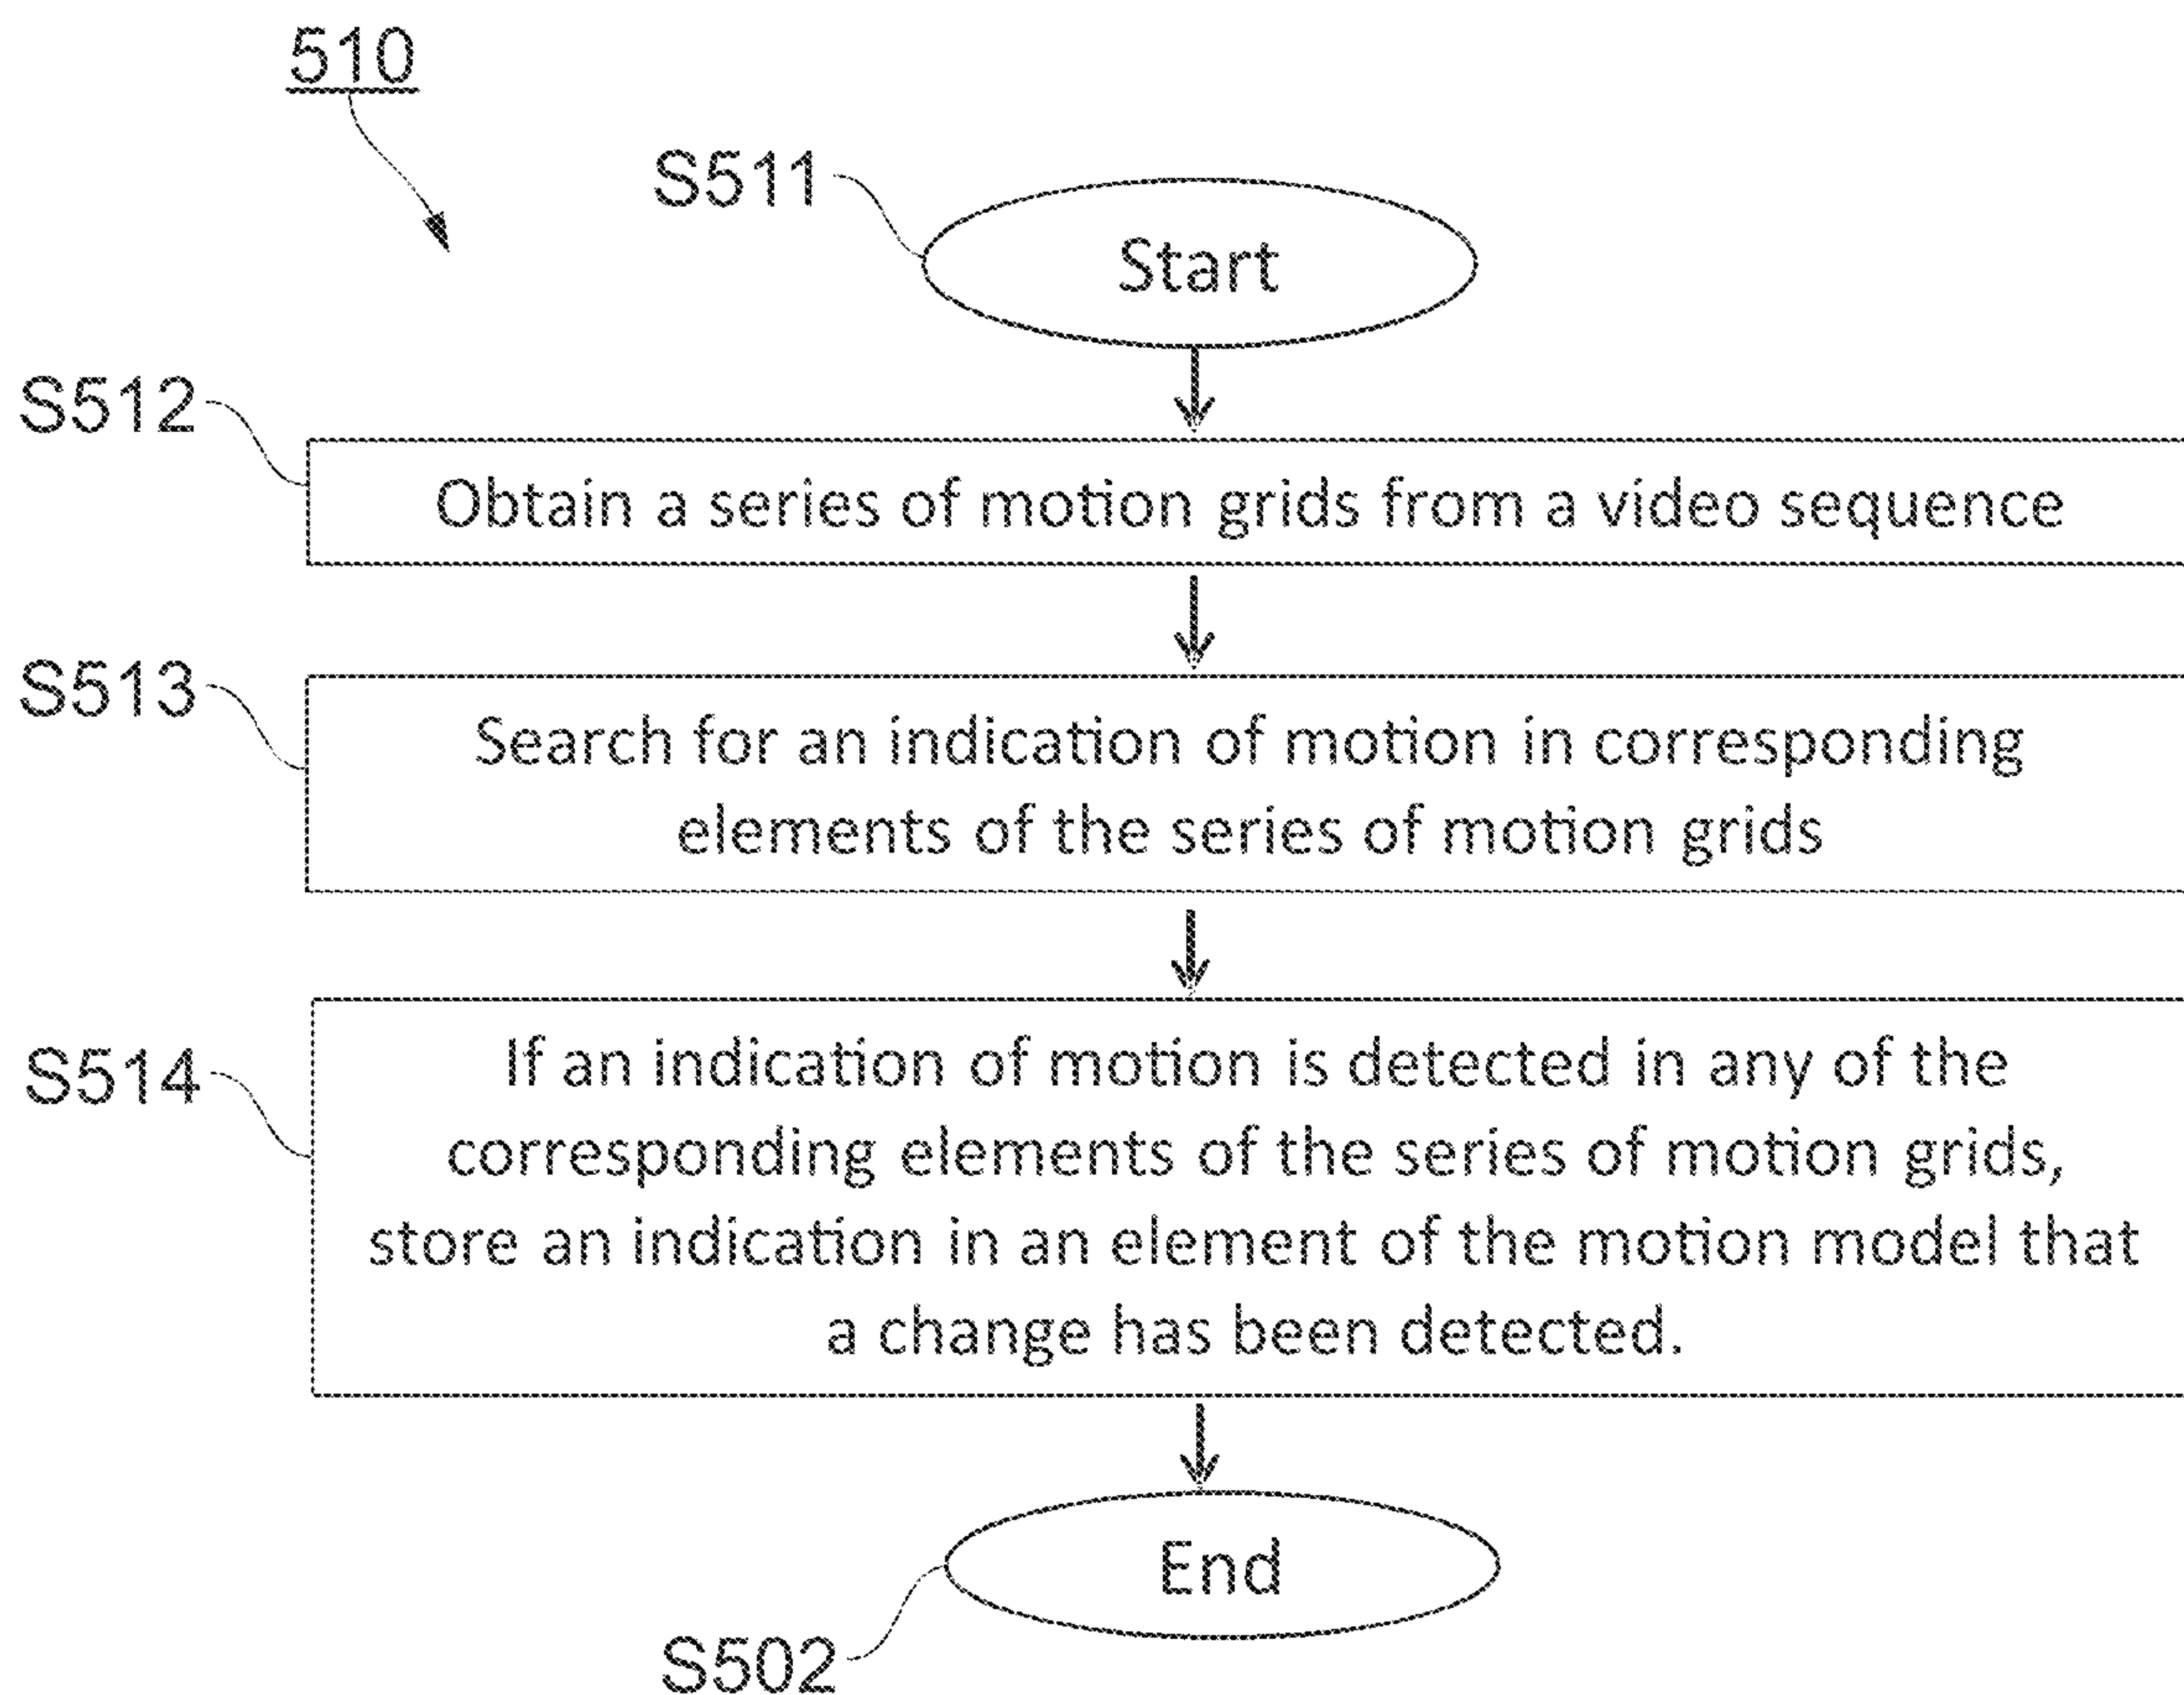 510
S511
Start
S512
Obtain a series of motion grids from a video sequence
S513
Search for an indication of motion in corresponding
elements of the series of motion grids
S514
If an indication of motion is detected in any of the
corresponding elements of the series of motion grids,
store an indication in an element of the motion model that
a change has been detected.
End
S502